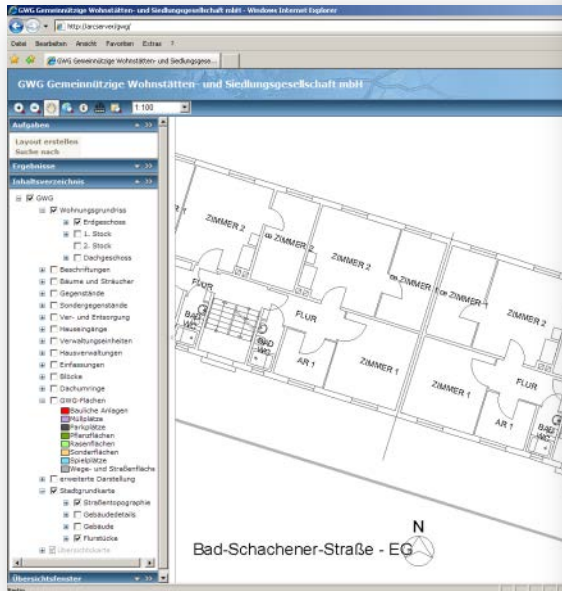 GWG Gemeinnützige Wohnstätten- und Siedlungsgesellschaft mbH - Windows Internet Explorer
http://arcserver/gwg/
Datei Bearbeiten Ansicht Favoriten Extras ?
GWG Gemeinnützige Wohnstätten- und Siedlungsgese...
GWG Gemeinnützige Wohnstätten- und Siedlungsgesellschaft mbH
1:100
Aufgaben
Layout erstellen
Suche nach
Ergebnisse
Inhaltsverzeichnis
GWG
Wohnungsgrundriss
Erdgeschoss
1. Stock
2. Stock
Dachgeschoss
Beschriftungen
Bäume und Sträucher
Gegenstände
Sondergegenstände
Ver- und Entsorgung
Hauseingänge
Verwaltungseinheiten
Hausverwaltungen
Einfassungen
Blöcke
Dachumringe
GWG-Flächen
Bauliche Anlagen
Müllplätze
Parkplätze
Pflanzflächen
Rasenflächen
Sonderflächen
Spielplätze
Wege- und Straßenfläche
erweiterte Darstellung
Stadtgrundkarte
Straßentopographie
Gebäudedetails
Gebäude
Flurstücke
Übersichtskarte
Übersichtsfenster
ZIMMER 2
ZIMMER 2
ZIMMER 2
ZIMMER 1
ZIMMER 1
ZIMMER 2
FLUR
FLUR
FLUR
BAD
WC
BAD
WC
BAD
WC
AR 1
ZIMMER 1
ZIMMER 1
AR 1
N
Bad-Schachener-Straße - EG